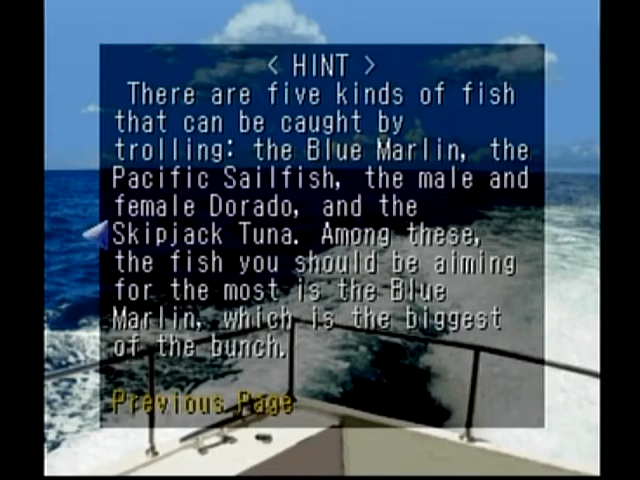 < HINT >
There are five kinds of fish
that can be caught by
trolling: the Blue Marlin, the
Pacific Sailfish, the male and
female Dorado, and the
Skipjack Tuna. Among these,
the fish you should be aiming
for the most is the Blue
Marlin, which is the biggest
of the bunch.
Previous Page